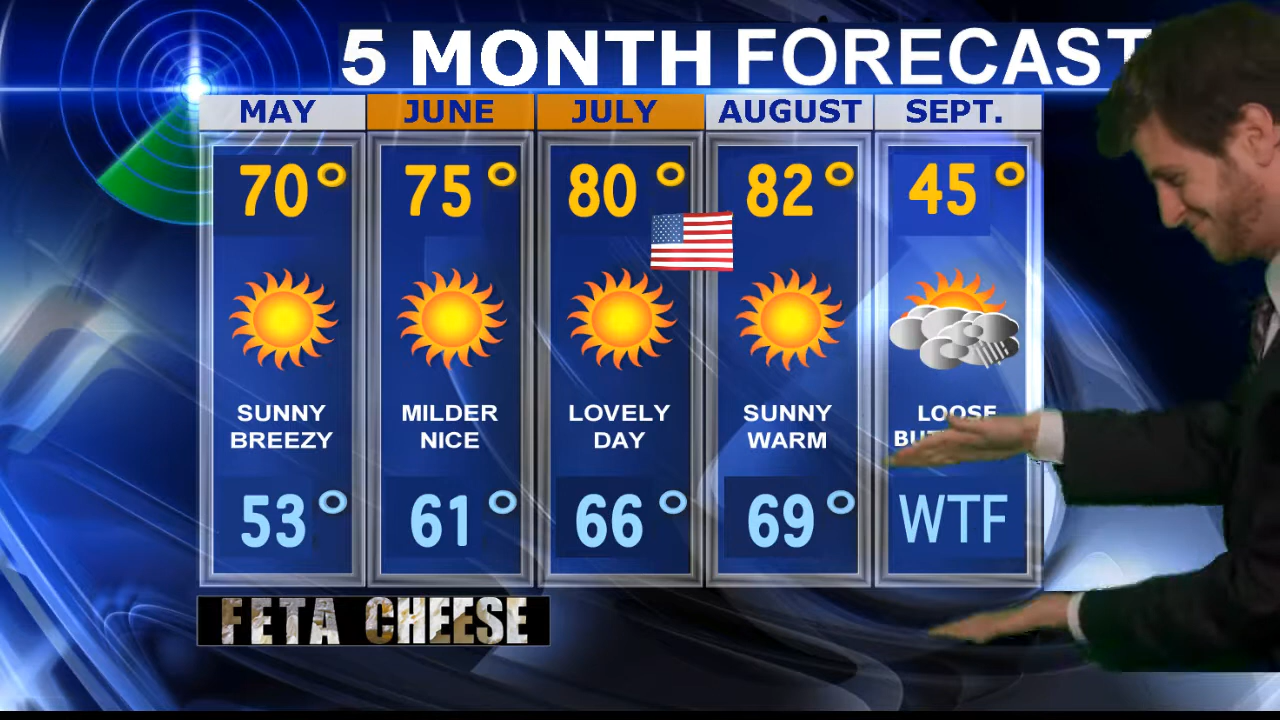 5 MONTH FORECAST
MAY JUNE JULY AUGUST SEPT.
70° 75° 80° 82° 45°
SUNNY MILDER LOVELY SUNNY LOOSE
BREEZY NICE DAY WARM
53° 61° 66° 69° WTF
FETA CHEESE